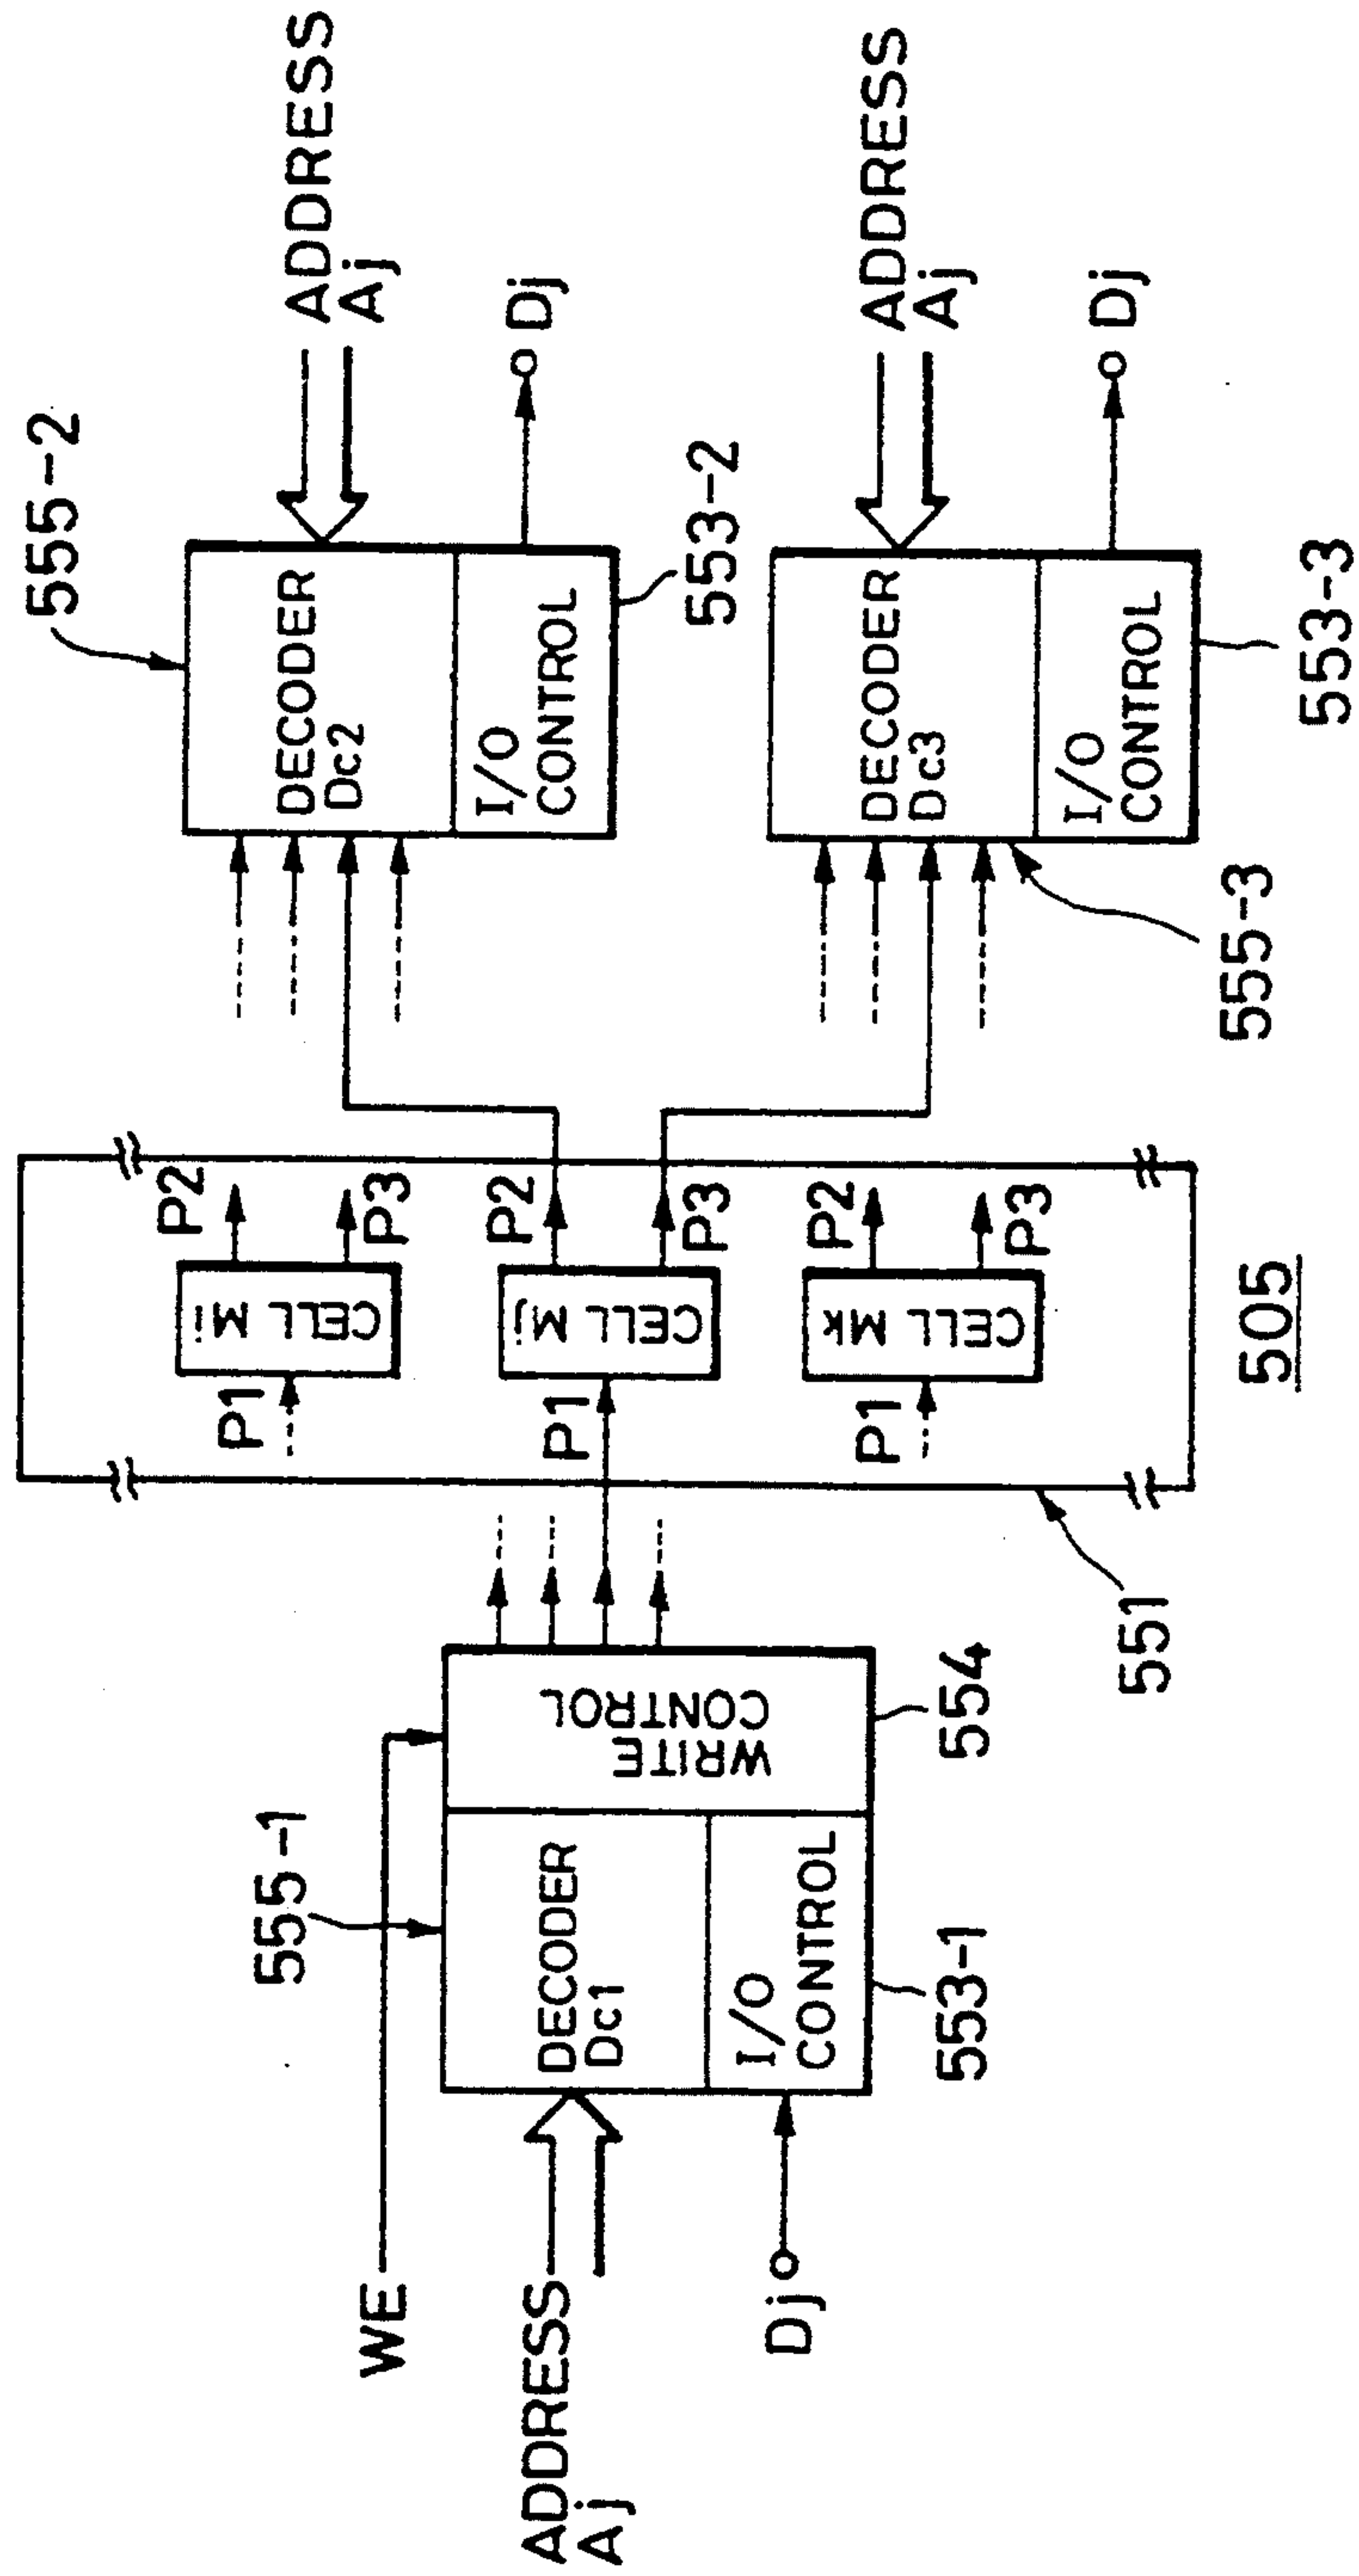 WE
ADDRESS
Aj
Dj
555-1
DECODER
Dc1
I/O
CONTROL
553-1
WRITE
CONTROL
554
551
P1
CELL Mi
P2
P3
P1
CELL Mj
P2
P3
P1
CELL Mk
P2
P3
505
555-2
DECODER
Dc2
I/O
CONTROL
553-2
ADDRESS
Aj
Dj
555-3
DECODER
Dc3
I/O
CONTROL
553-3
ADDRESS
Aj
Dj